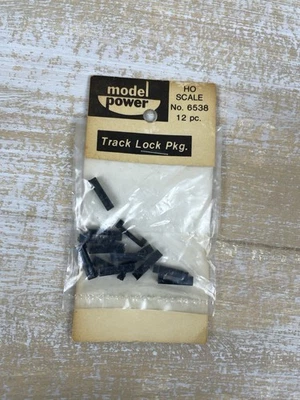 model
power
HO
SCALE
No. 6538
12 pc.
Track Lock Pkg.